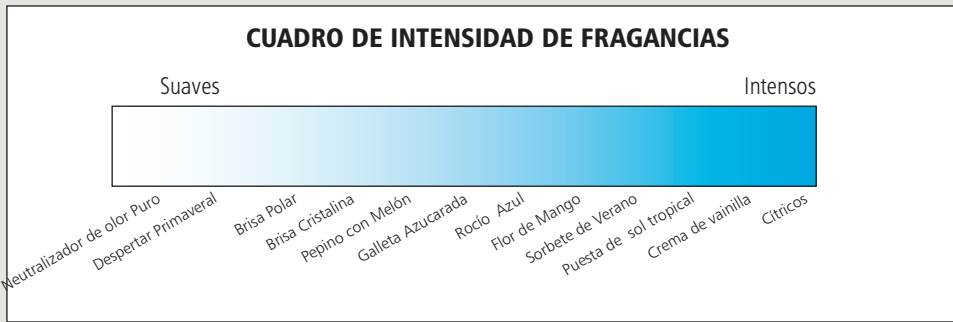 CUADRO DE INTENSIDAD DE FRAGANCIAS
Suaves
Intensos
Neutralizador de olor Puro
Despertar Primaveral
Brisa Polar
Brisa Cristalina
Pepino con Melón
Galleta Azucarada
Rocío Azul
Flor de Mango
Sorbete de Verano
Puesta de sol tropical
Crema de vainilla
Cítricos